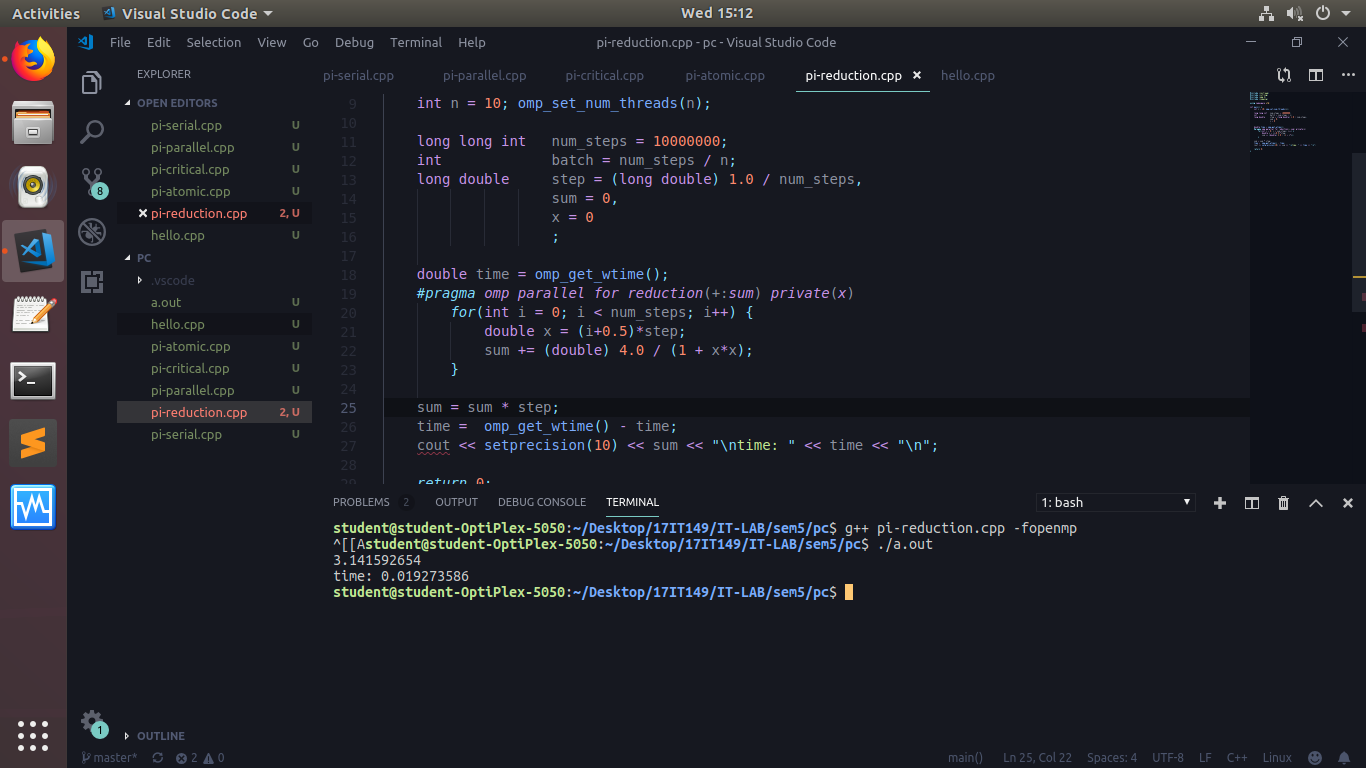 Activities Visual Studio Code Wed 15:12
File Edit Selection View Go Debug Terminal Help pi-reduction.cpp - pc - Visual Studio Code
EXPLORER
OPEN EDITORS
pi-serial.cpp U
pi-parallel.cpp U
pi-critical.cpp U
pi-atomic.cpp U
pi-reduction.cpp 2, U
hello.cpp U
PC
.vscode
a.out U
hello.cpp U
pi-atomic.cpp U
pi-critical.cpp U
pi-parallel.cpp U
pi-reduction.cpp 2, U
pi-serial.cpp U
OUTLINE
8
1
pi-serial.cpp pi-parallel.cpp pi-critical.cpp pi-atomic.cpp pi-reduction.cpp × hello.cpp
9 int n = 10; omp_set_num_threads(n);
10
11 long long int num_steps = 10000000;
12 int batch = num_steps / n;
13 long double step = (long double) 1.0 / num_steps,
14 sum = 0,
15 x = 0
16 ;
17
18 double time = omp_get_wtime();
19 #pragma omp parallel for reduction(+:sum) private(x)
20 for(int i = 0; i < num_steps; i++) {
21 double x = (i+0.5)*step;
22 sum += (double) 4.0 / (1 + x*x);
23 }
24
25 sum = sum * step;
26 time = omp_get_wtime() - time;
27 cout << setprecision(10) << sum << "\ntime: " << time << "\n";
28
29 return 0;
PROBLEMS 2 OUTPUT DEBUG CONSOLE TERMINAL 1: bash
student@student-OptiPlex-5050:~/Desktop/17IT149/IT-LAB/sem5/pc$ g++ pi-reduction.cpp -fopenmp
^[[Astudent@student-OptiPlex-5050:~/Desktop/17IT149/IT-LAB/sem5/pc$ ./a.out
3.141592654
time: 0.019273586
student@student-OptiPlex-5050:~/Desktop/17IT149/IT-LAB/sem5/pc$
master* 2 0 main() Ln 25, Col 22 Spaces: 4 UTF-8 LF C++ Linux